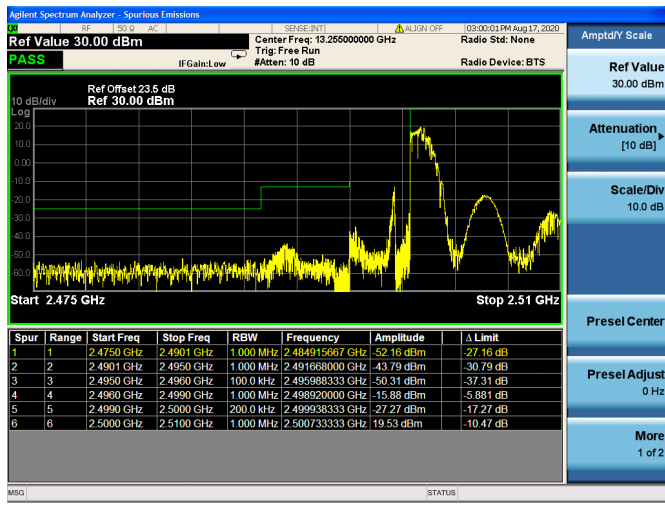 Agilent Spectrum Analyzer - Spurious Emissions
RF 50 Ω AC SENSE:INT ALIGN OFF 03:00:01 PM Aug 17, 2020
Ref Value 30.00 dBm
Center Freq: 13.255000000 GHz
Radio Std: None
Trig: Free Run
PASS
IFGain:Low
#Atten: 10 dB
Radio Device: BTS
Ref Offset 23.5 dB
10 dB/div Ref 30.00 dBm
Log
20.0
10.0
0.00
-10.0
-20.0
-30.0
-40.0
-50.0
-60.0
Start 2.475 GHz
Stop 2.51 GHz
Spur Range Start Freq Stop Freq RBW Frequency Amplitude Δ Limit
1 1 2.4750 GHz 2.4901 GHz 1.000 MHz 2.484915667 GHz -52.16 dBm -27.16 dB
2 2 2.4901 GHz 2.4950 GHz 1.000 MHz 2.491668000 GHz -43.79 dBm -30.79 dB
3 3 2.4950 GHz 2.4960 GHz 100.0 kHz 2.495988333 GHz -50.31 dBm -37.31 dB
4 4 2.4960 GHz 2.4990 GHz 1.000 MHz 2.498920000 GHz -15.88 dBm -5.881 dB
5 5 2.4990 GHz 2.5000 GHz 200.0 kHz 2.499938333 GHz -27.27 dBm -17.27 dB
6 6 2.5000 GHz 2.5100 GHz 1.000 MHz 2.500733333 GHz 19.53 dBm -10.47 dB
MSG
STATUS
Amptd/Y Scale
Ref Value
30.00 dBm
Attenuation
[10 dB]
Scale/Div
10.0 dB
Presel Center
Presel Adjust
0 Hz
More
1 of 2